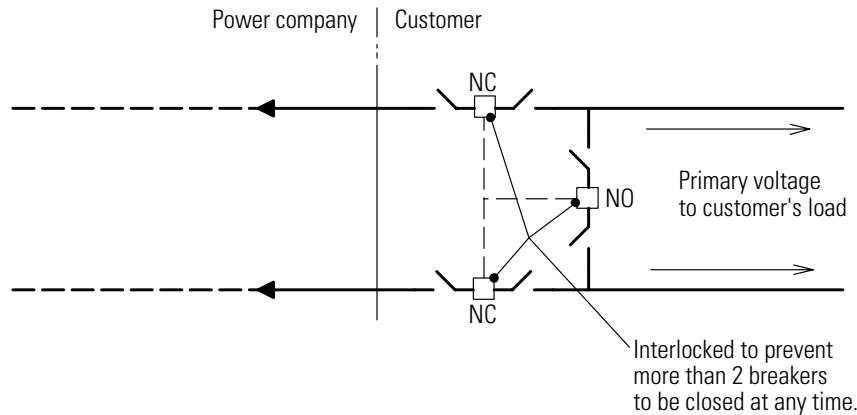 Power company
Customer
NC
NO
Primary voltage
to customer's load
NC
Interlocked to prevent
more than 2 breakers
to be closed at any time.